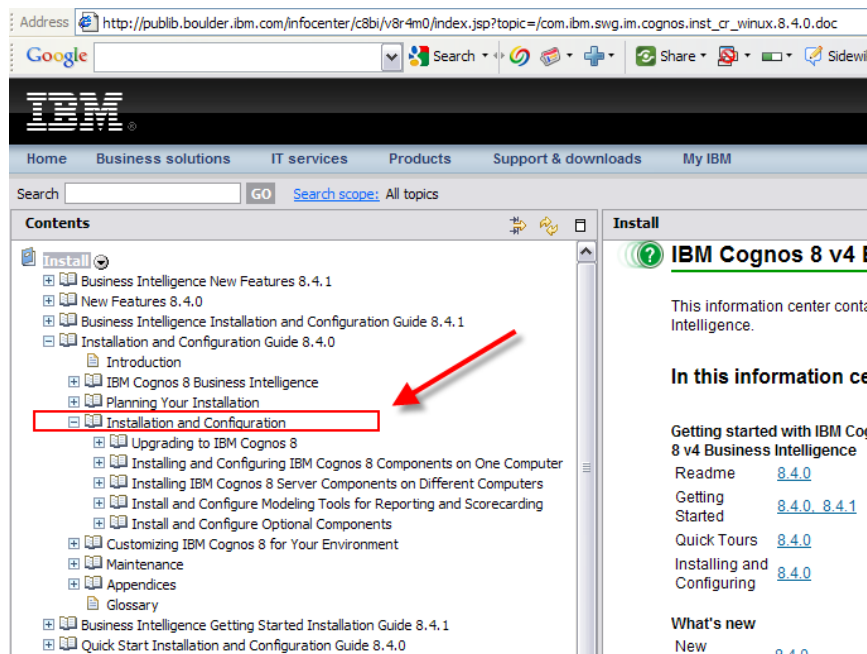 Address http://publib.boulder.ibm.com/infocenter/c8bi/v8r4m0/index.jsp?topic=/com.ibm.swg.im.cognos.inst_cr_winux.8.4.0.doc
Google Search Share Sidewi
IBM®
Home Business solutions IT services Products Support & downloads My IBM
Search GO Search scope: All topics
Contents
Install
Business Intelligence New Features 8.4.1
New Features 8.4.0
Business Intelligence Installation and Configuration Guide 8.4.1
Installation and Configuration Guide 8.4.0
Introduction
IBM Cognos 8 Business Intelligence
Planning Your Installation
Installation and Configuration
Upgrading to IBM Cognos 8
Installing and Configuring IBM Cognos 8 Components on One Computer
Installing IBM Cognos 8 Server Components on Different Computers
Install and Configure Modeling Tools for Reporting and Scorecarding
Install and Configure Optional Components
Customizing IBM Cognos 8 for Your Environment
Maintenance
Appendices
Glossary
Business Intelligence Getting Started Installation Guide 8.4.1
Quick Start Installation and Configuration Guide 8.4.0
Install
IBM Cognos 8 v4
This information center conta
Intelligence.
In this information ce
Getting started with IBM Cog
8 v4 Business Intelligence
Readme 8.4.0
Getting
Started 8.4.0, 8.4.1
Quick Tours 8.4.0
Installing and
Configuring 8.4.0
What's new
New
8.4.0